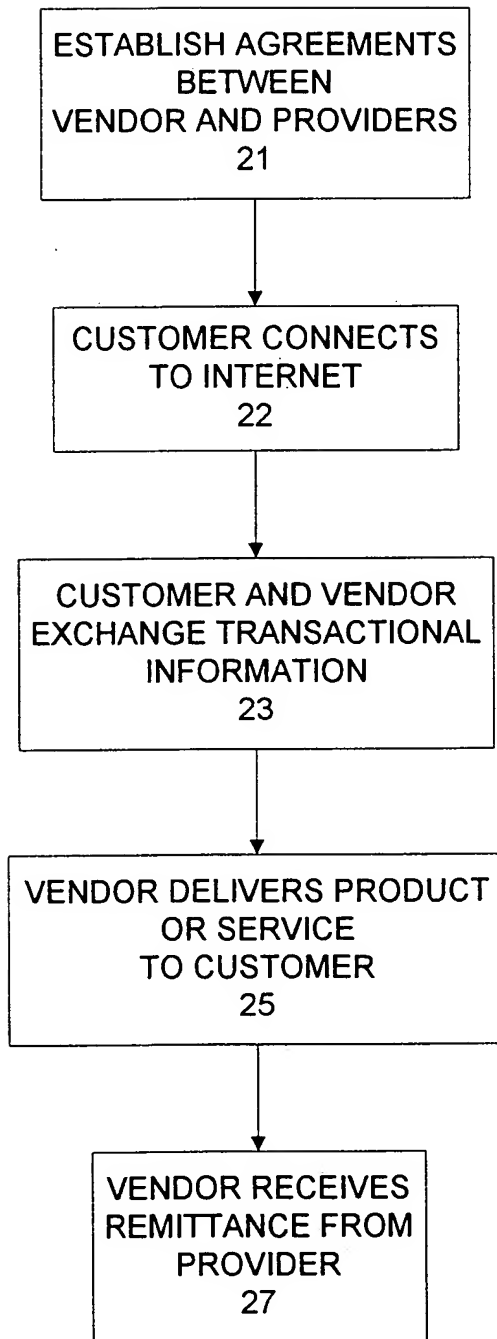 ESTABLISH AGREEMENTS
BETWEEN
VENDOR AND PROVIDERS
21
CUSTOMER CONNECTS
TO INTERNET
22
CUSTOMER AND VENDOR
EXCHANGE TRANSACTIONAL
INFORMATION
23
VENDOR DELIVERS PRODUCT
OR SERVICE
TO CUSTOMER
25
VENDOR RECEIVES
REMITTANCE FROM
PROVIDER
27